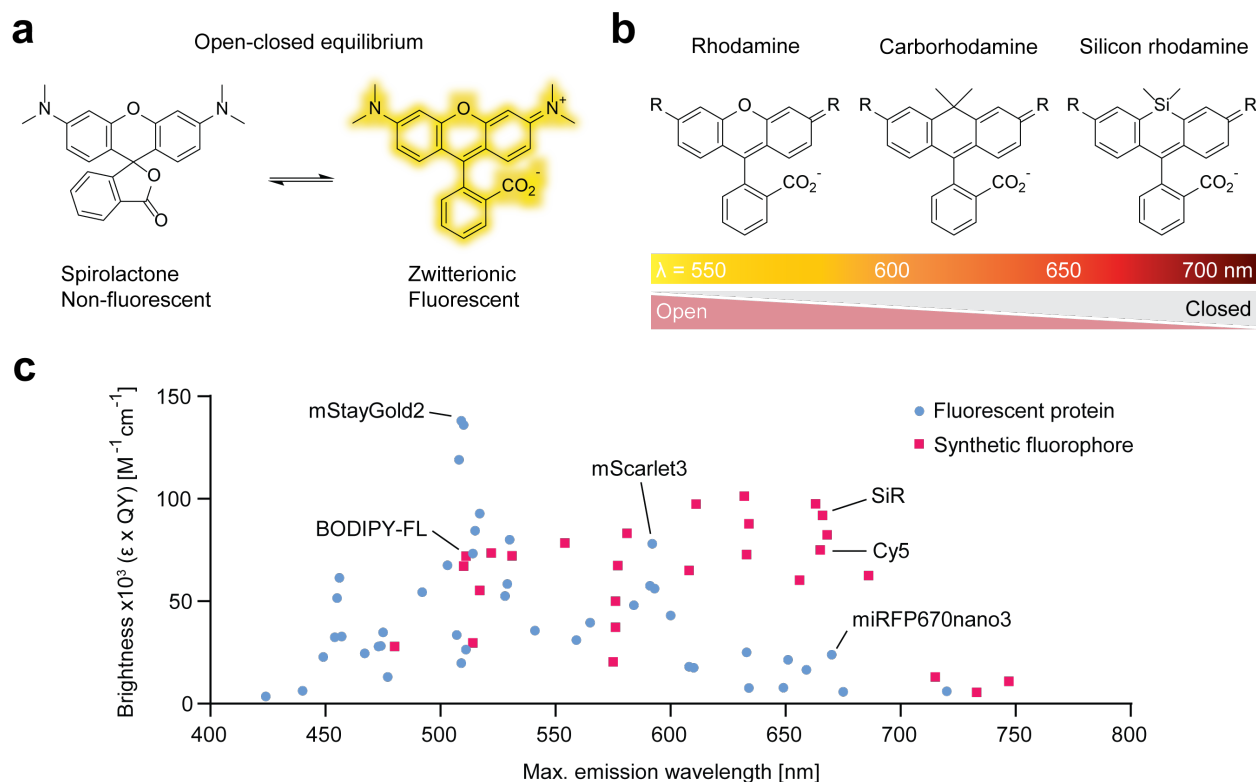 a
Open-closed equilibrium
N
O
N
O
O
N
O
N+
CO2-
Spirolactone
Non-fluorescent
Zwitterionic
Fluorescent
b
Rhodamine
Carborhodamine
Silicon rhodamine
R
O
R
CO2-
R
R
CO2-
R
Si
R
CO2-
λ = 550
600
650
700 nm
Open
Closed
c
Brightness x10³ (ε x QY) [M⁻¹cm⁻¹]
150
100
50
0
mStayGold2
BODIPY-FL
mScarlet3
SiR
Cy5
miRFP670nano3
Fluorescent protein
Synthetic fluorophore
400
450
500
550
600
650
700
750
800
Max. emission wavelength [nm]